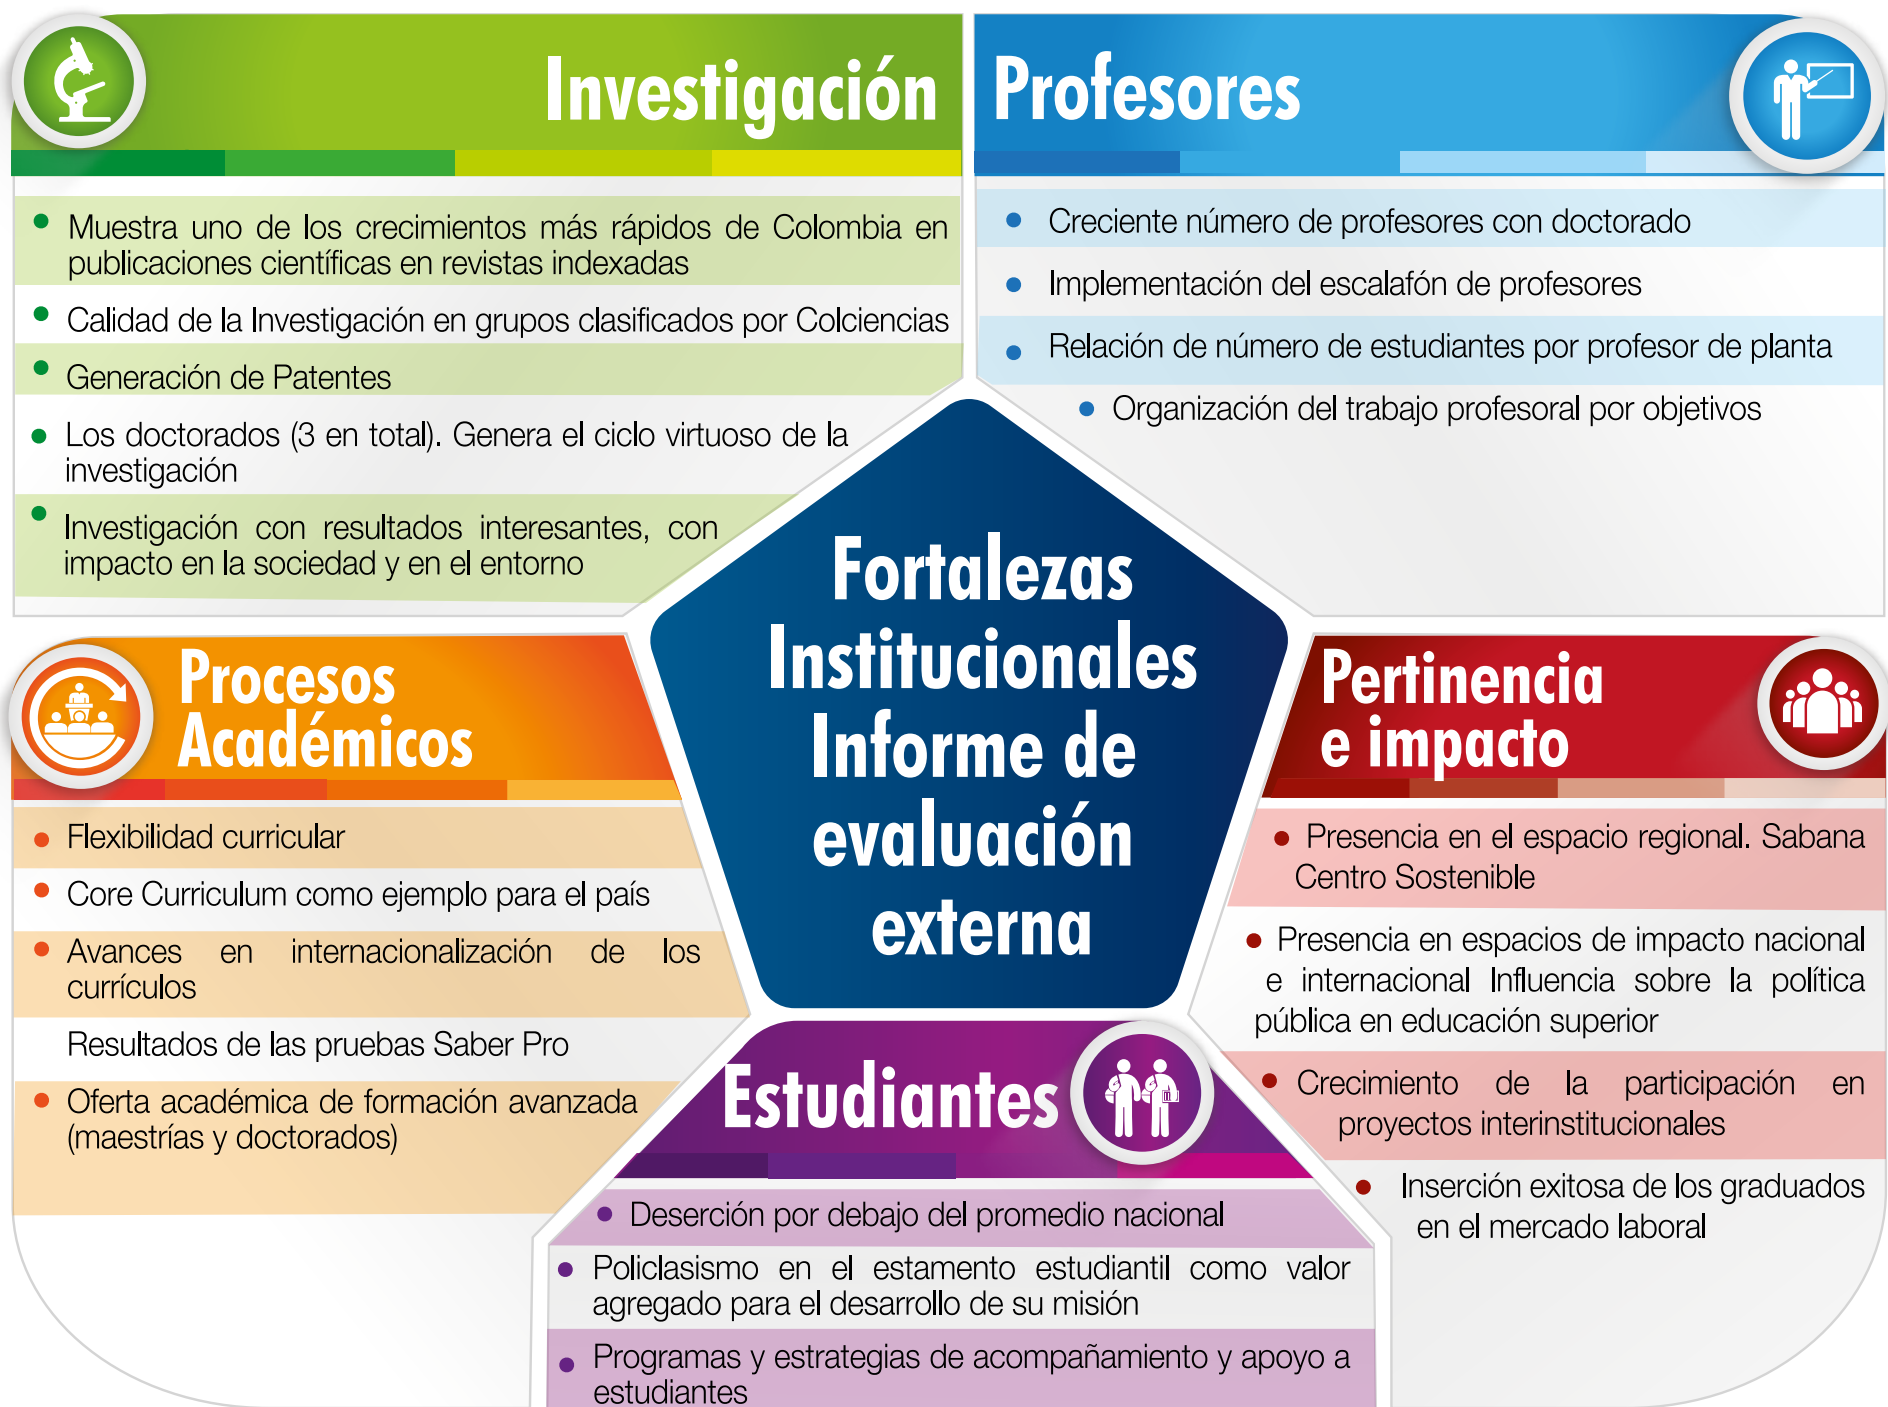 Investigación
• Muestra uno de los crecimientos más rápidos de Colombia en
publicaciones científicas en revistas indexadas
• Calidad de la Investigación en grupos clasificados por Colciencias
• Generación de Patentes
• Los doctorados (3 en total). Genera el ciclo virtuoso de la
investigación
• Investigación con resultados interesantes, con
impacto en la sociedad y en el entorno
Profesores
• Creciente número de profesores con doctorado
• Implementación del escalafón de profesores
• Relación de número de estudiantes por profesor de planta
• Organización del trabajo profesoral por objetivos
Fortalezas
Institucionales
Informe de
evaluación
externa
Procesos
Académicos
• Flexibilidad curricular
• Core Curriculum como ejemplo para el país
• Avances en internacionalización de los
currículos
Resultados de las pruebas Saber Pro
• Oferta académica de formación avanzada
(maestrías y doctorados)
Pertinencia
e impacto
• Presencia en el espacio regional. Sabana
Centro Sostenible
• Presencia en espacios de impacto nacional
e internacional Influencia sobre la política
pública en educación superior
• Crecimiento de la participación en
proyectos interinstitucionales
• Inserción exitosa de los graduados
en el mercado laboral
Estudiantes
• Deserción por debajo del promedio nacional
• Policlasismo en el estamento estudiantil como valor
agregado para el desarrollo de su misión
• Programas y estrategias de acompañamiento y apoyo a
estudiantes